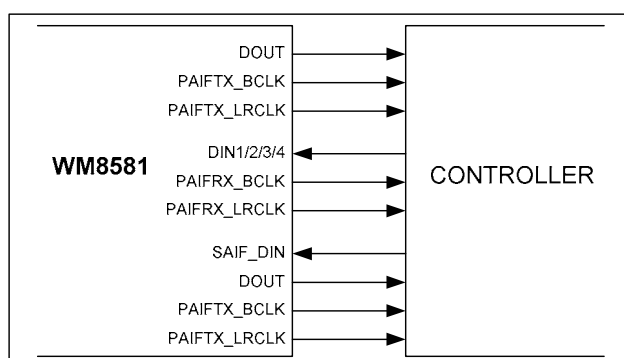 DOUT
PAIFTX_BCLK
PAIFTX_LRCLK
DIN1/2/3/4
WM8581
PAIFRX_BCLK
CONTROLLER
PAIFRX_LRCLK
SAIF_DIN
DOUT
PAIFTX_BCLK
PAIFTX_LRCLK